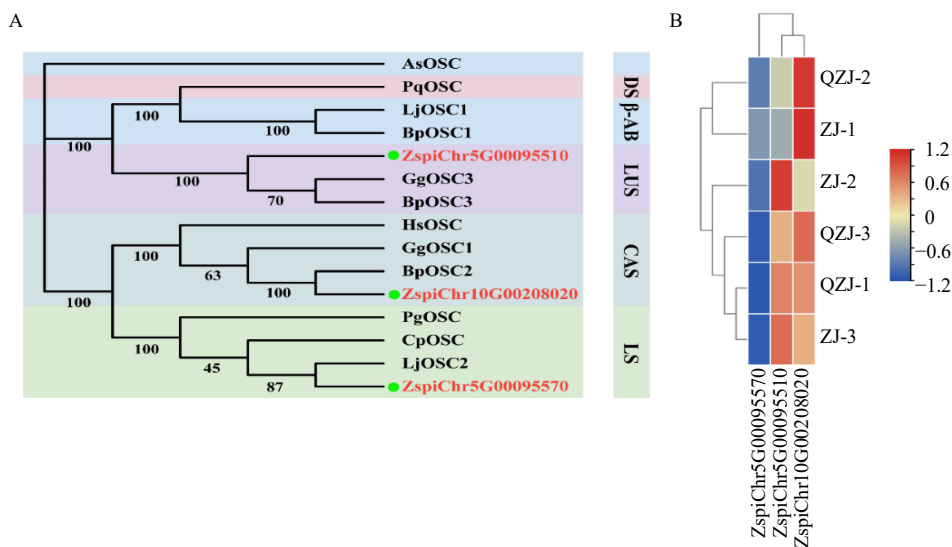 A
B
AsOSC
PqOSC
LjOSC1
BpOSC1
ZspiChr5G00095510
GgOSC3
BpOSC3
HsOSC
GgOSC1
BpOSC2
ZspiChr10G00208020
PgOSC
CpOSC
LjOSC2
ZspiChr5G00095570
100
100
100
100
70
100
100
63
100
100
45
87
DS β-AB
LUS
CAS
LS
QZJ-2
ZJ-1
ZJ-2
QZJ-3
QZJ-1
ZJ-3
1.2
0.6
0
−0.6
−1.2
ZspiChr5G00095570
ZspiChr5G00095510
ZspiChr10G00208020